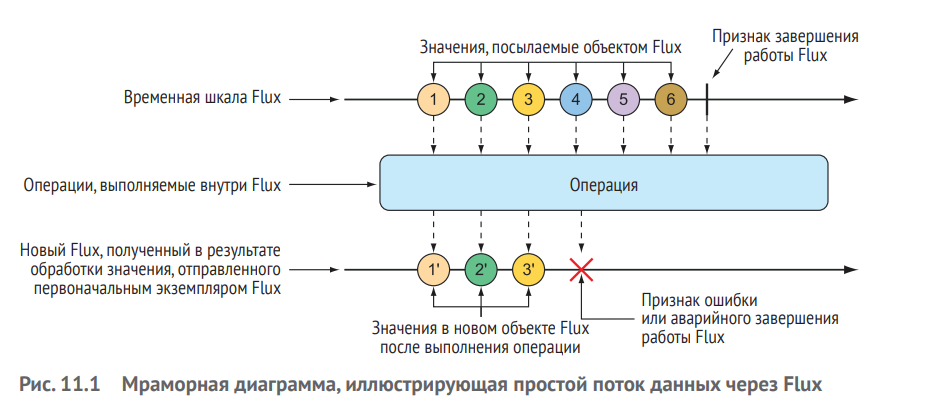 Значения, посылаемые объектом Flux
Признак завершения
работы Flux
Временная шкала Flux
1 2 3 4 5 6
Операции, выполняемые внутри Flux
Операция
Новый Flux, полученный в результате
обработки значения, отправленного
первоначальным экземпляром Flux
1' 2' 3'
Признак ошибки
или аварийного завершения
работы Flux
Значения в новом объекте Flux
после выполнения операции
Рис. 11.1 Мраморная диаграмма, иллюстрирующая простой поток данных через Flux